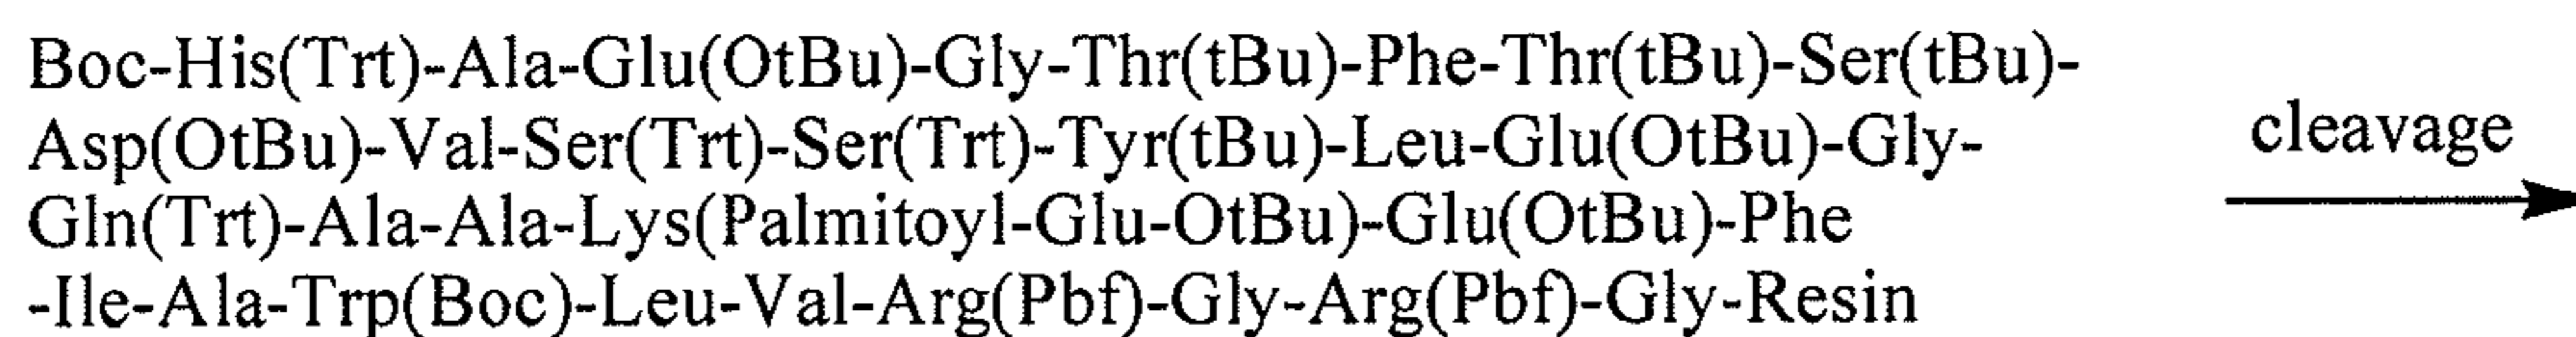 Boc-His(Trt)-Ala-Glu(OtBu)-Gly-Thr(tBu)-Phe-Thr(tBu)-Ser(tBu)-
Asp(OtBu)-Val-Ser(Trt)-Ser(Trt)-Tyr(tBu)-Leu-Glu(OtBu)-Gly-
Gln(Trt)-Ala-Ala-Lys(Palmitoyl-Glu-OtBu)-Glu(OtBu)-Phe
-Ile-Ala-Trp(Boc)-Leu-Val-Arg(Pbf)-Gly-Arg(Pbf)-Gly-Resin
cleavage